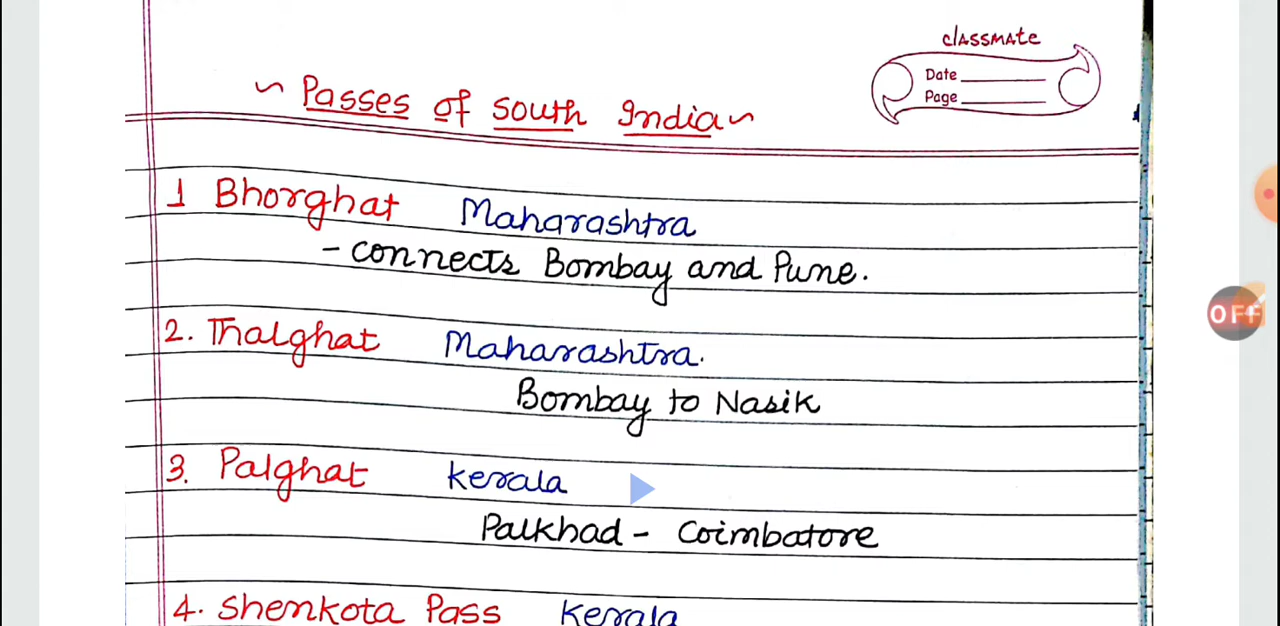 classmate
Date
Page
~ Passes of South India ~
1 Bhorghat Maharashtra
- connects Bombay and Pune.
2. Thalghat Maharashtra.
Bombay to Nasik
3. Palghat Kerala
Palkhad - Coimbatore
4. Shenkota Pass Kerala
OFF